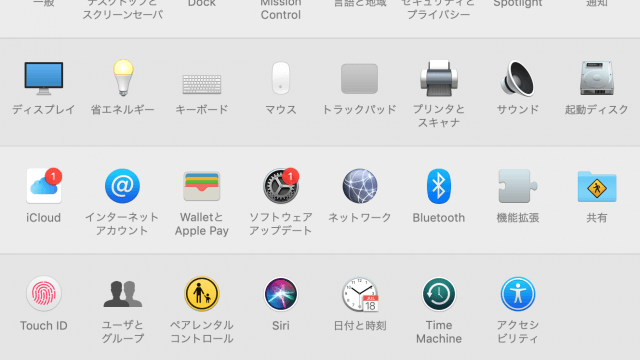 一般 デスクトップと Dock Mission 言語と地域 セキュリティと Spotlight 通知
スクリーンセーバ Control プライバシー
ディスプレイ 省エネルギー キーボード マウス トラックパッド プリンタと サウンド 起動ディスク
スキャナ
1 1
iCloud インターネット Walletと ソフトウェア ネットワーク Bluetooth 機能拡張 共有
アカウント Apple Pay アップデート
JUL
18
Touch ID ユーザと ペアレンタル Siri 日付と時刻 Time アクセシ
グループ コントロール Machine ビリティ